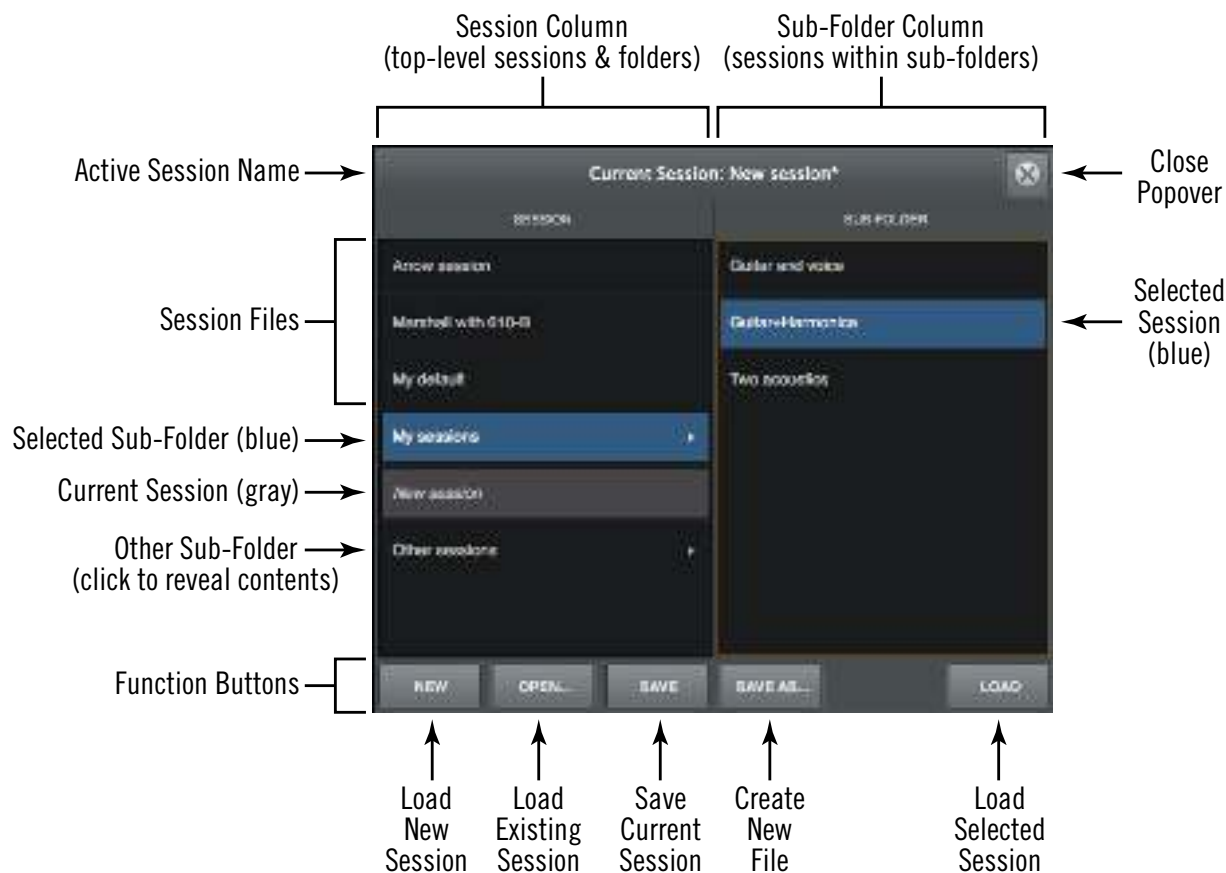 Session Column
(top-level sessions & folders)
Sub-Folder Column
(sessions within sub-folders)
Active Session Name
Current Session: New session*
Close
Popover
SESSION
SUB-FOLDER
Session Files
Arrow session
Marshall with 610-B
My default
Guitar and voice
Guitar+Harmonica
Two acoustics
Selected
Session
(blue)
Selected Sub-Folder (blue)
My sessions
Current Session (gray)
New session
Other Sub-Folder
(click to reveal contents)
Other sessions
Function Buttons
NEW
OPEN...
SAVE
SAVE AS...
LOAD
Load
New
Session
Load
Existing
Session
Save
Current
Session
Create
New
File
Load
Selected
Session